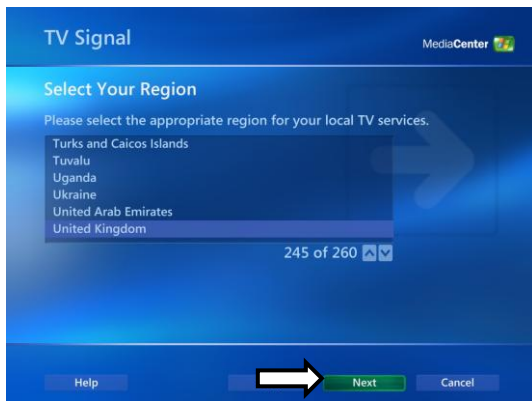 TV Signal
MediaCenter
Select Your Region
Please select the appropriate region for your local TV services.
Turks and Caicos Islands
Tuvalu
Uganda
Ukraine
United Arab Emirates
United Kingdom
245 of 260
Help
Next
Cancel